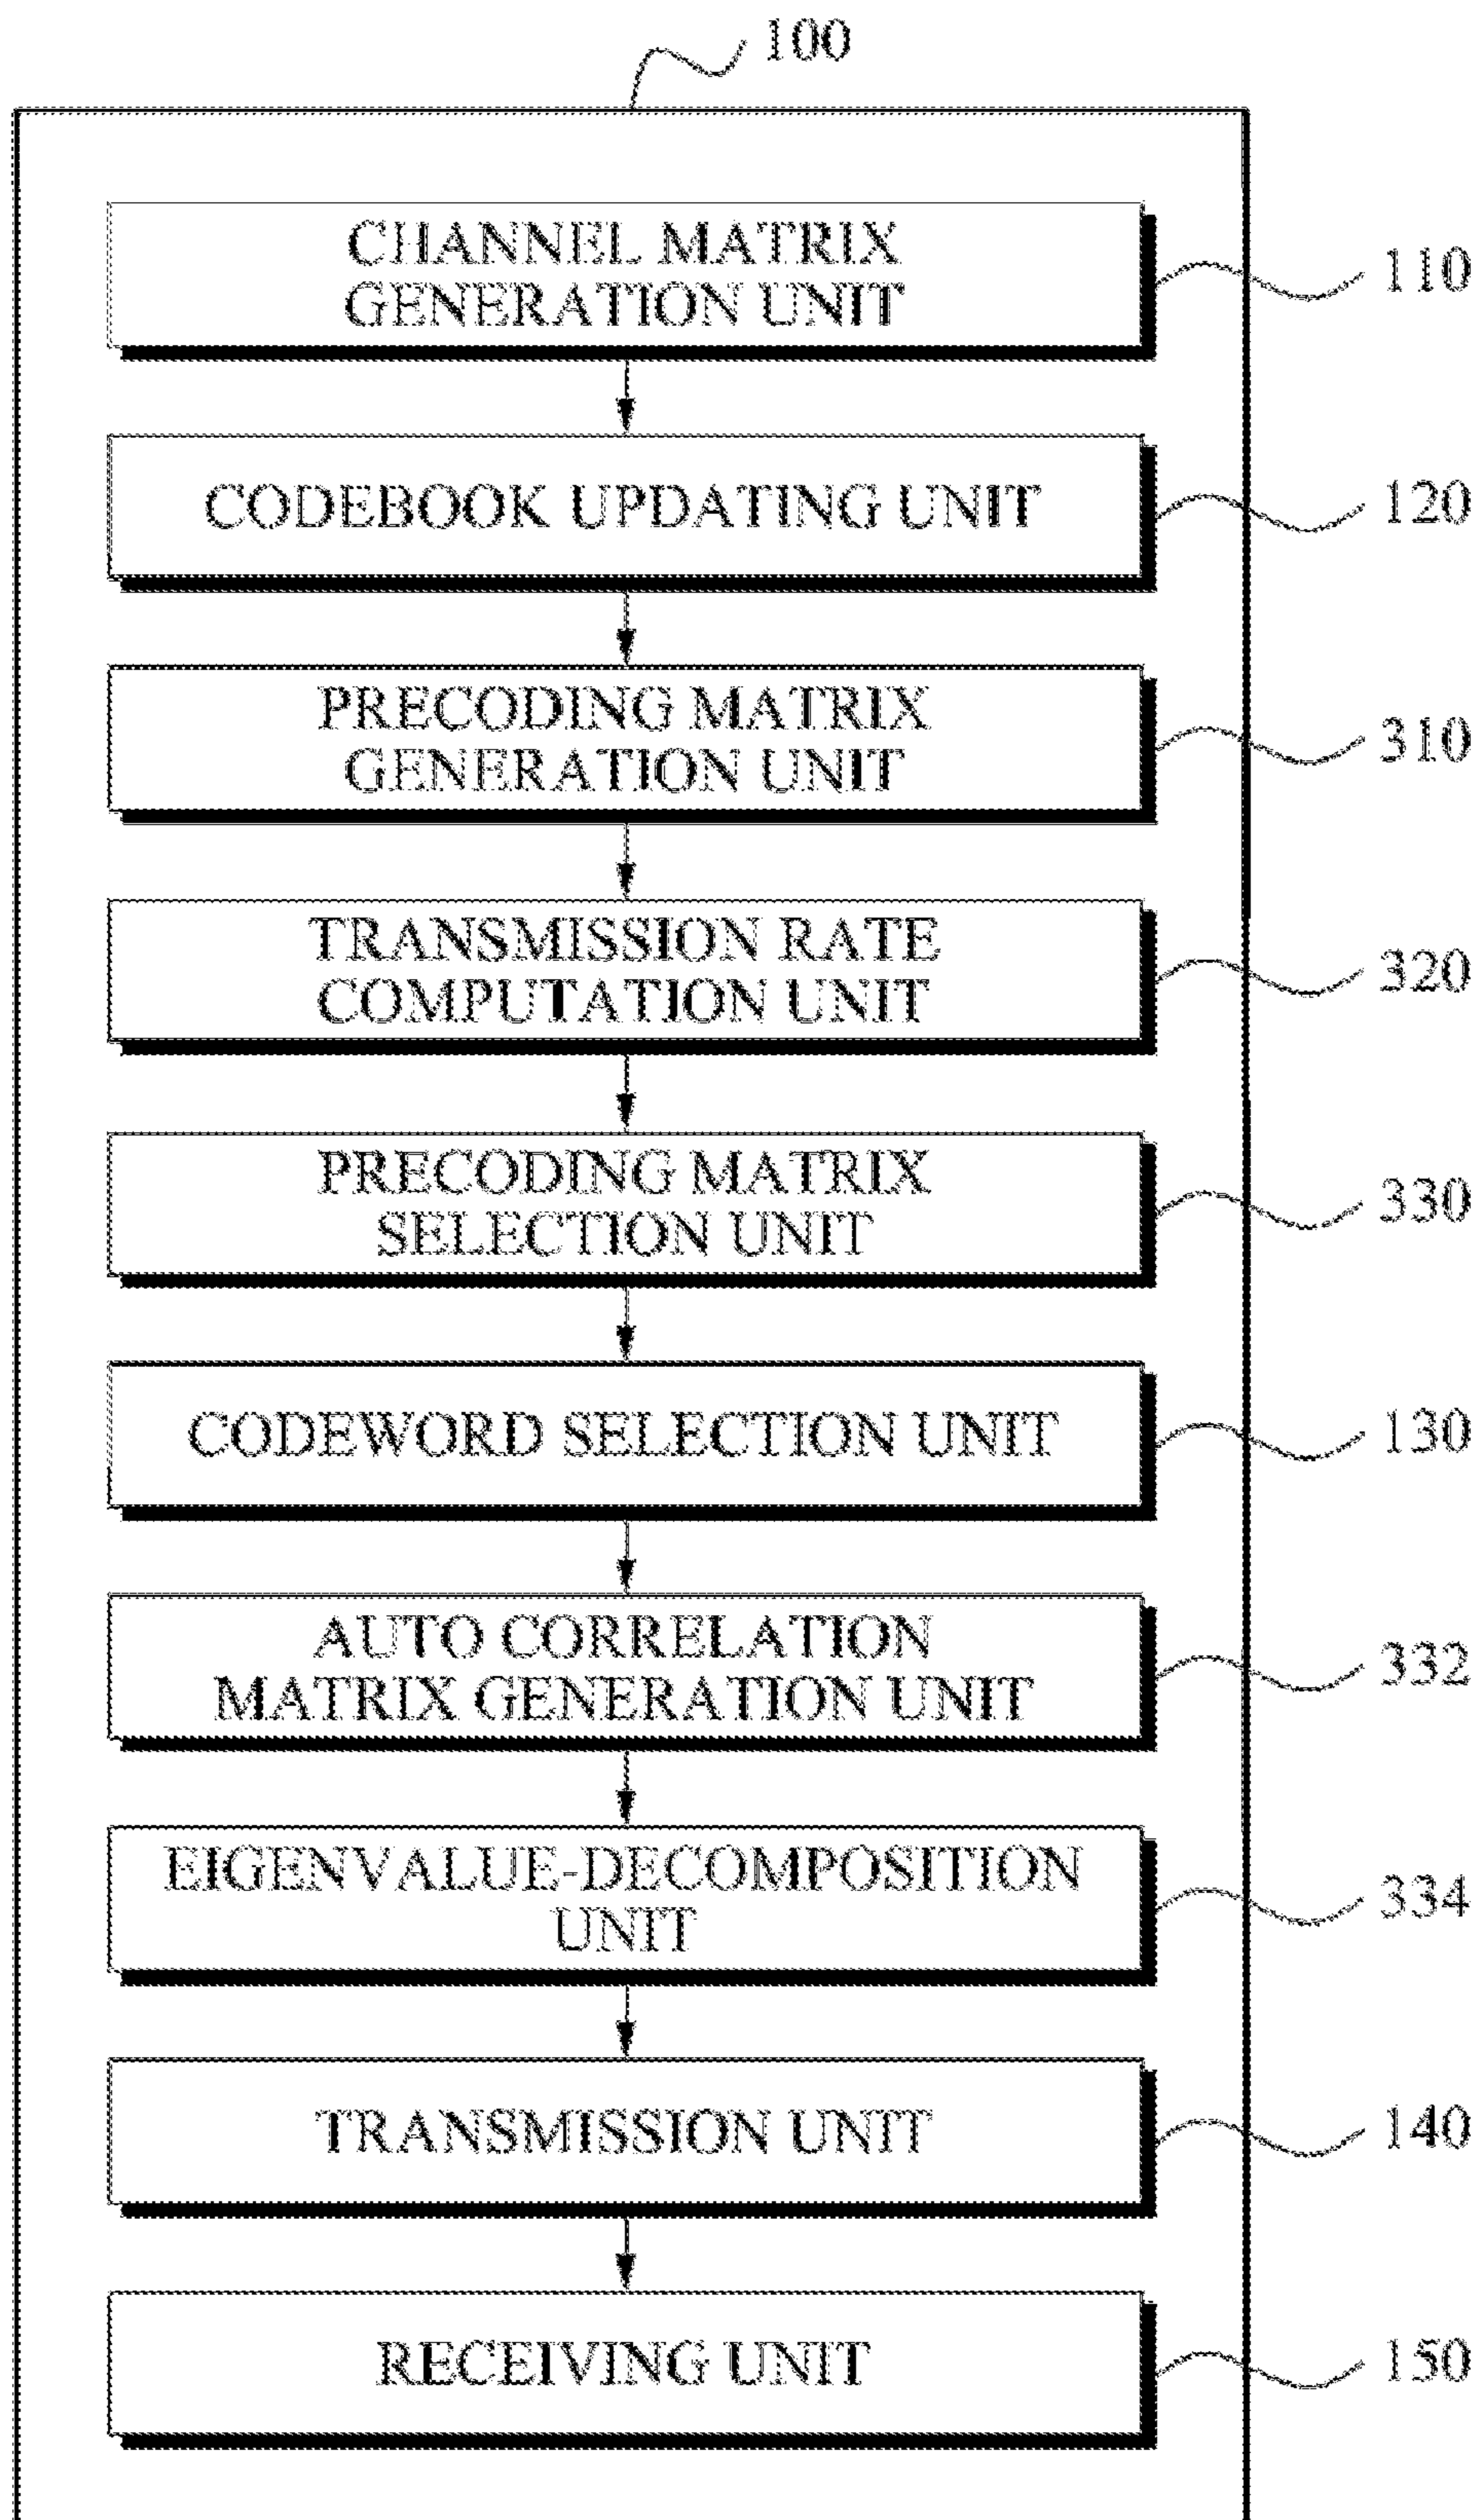 100
CHANNEL MATRIX
GENERATION UNIT
110
CODEBOOK UPDATING UNIT
120
PRECODING MATRIX
GENERATION UNIT
310
TRANSMISSION RATE
COMPUTATION UNIT
320
PRECODING MATRIX
SELECTION UNIT
330
CODEWORD SELECTION UNIT
130
AUTO CORRELATION
MATRIX GENERATION UNIT
332
EIGENVALUE-DECOMPOSITION
UNIT
334
TRANSMISSION UNIT
140
RECEIVING UNIT
150